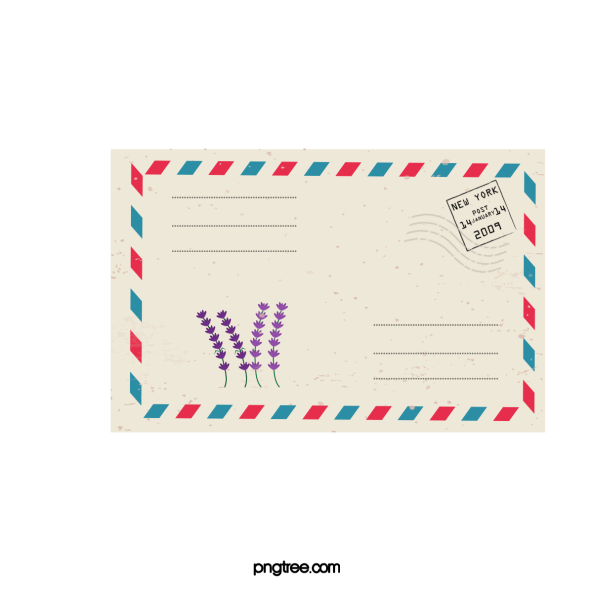 NEW YORK
POST
14 JANUARY 14
2009
pngtree.com